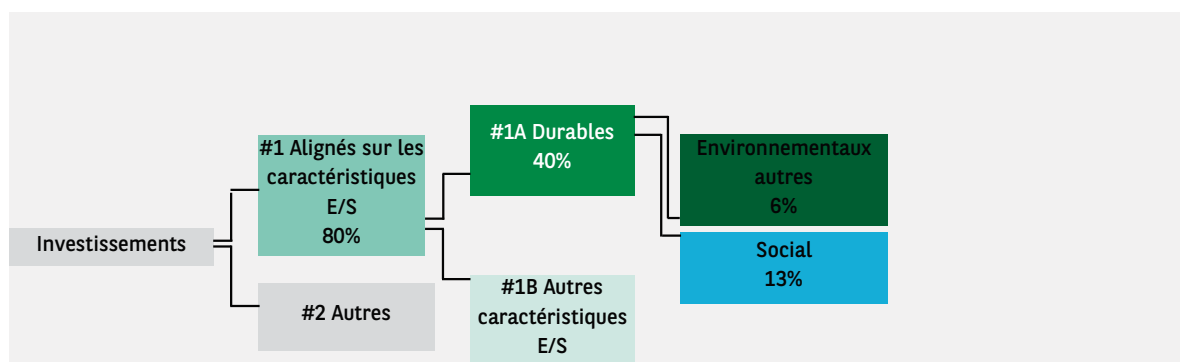 Investissements
#1 Alignés sur les
caractéristiques
E/S
80%
#2 Autres
#1A Durables
40%
#1B Autres
caractéristiques
E/S
Environnementaux
autres
6%
Social
13%